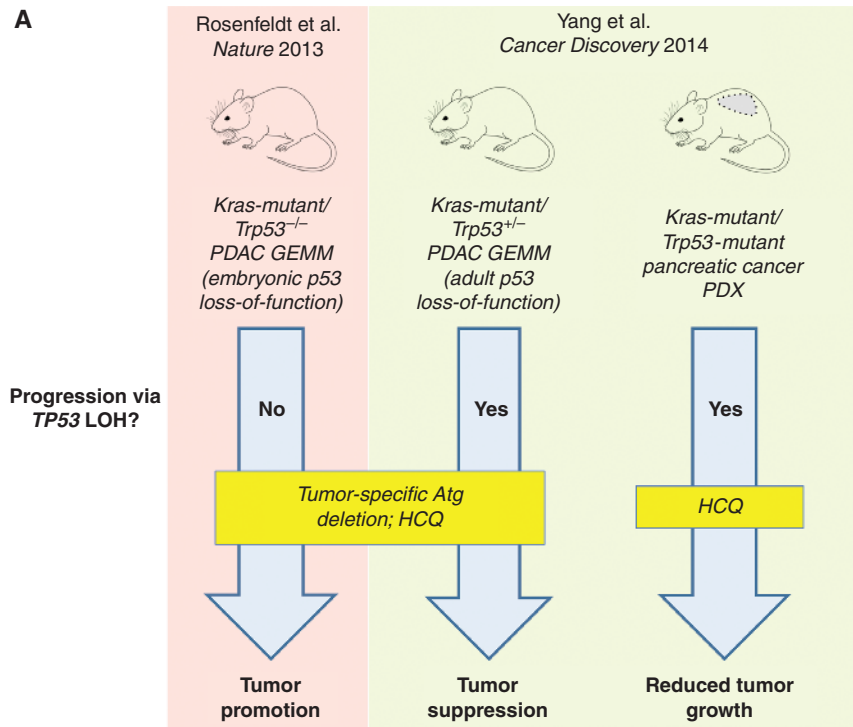 A
Rosenfeldt et al.
Nature 2013
Yang et al.
Cancer Discovery 2014
Kras-mutant/
Trp53–/–
PDAC GEMM
(embryonic p53
loss-of-function)
Kras-mutant/
Trp53+/–
PDAC GEMM
(adult p53
loss-of-function)
Kras-mutant/
Trp53-mutant
pancreatic cancer
PDX
Progression via
TP53 LOH?
No
Yes
Yes
Tumor-specific Atg
deletion; HCQ
HCQ
Tumor
promotion
Tumor
suppression
Reduced tumor
growth